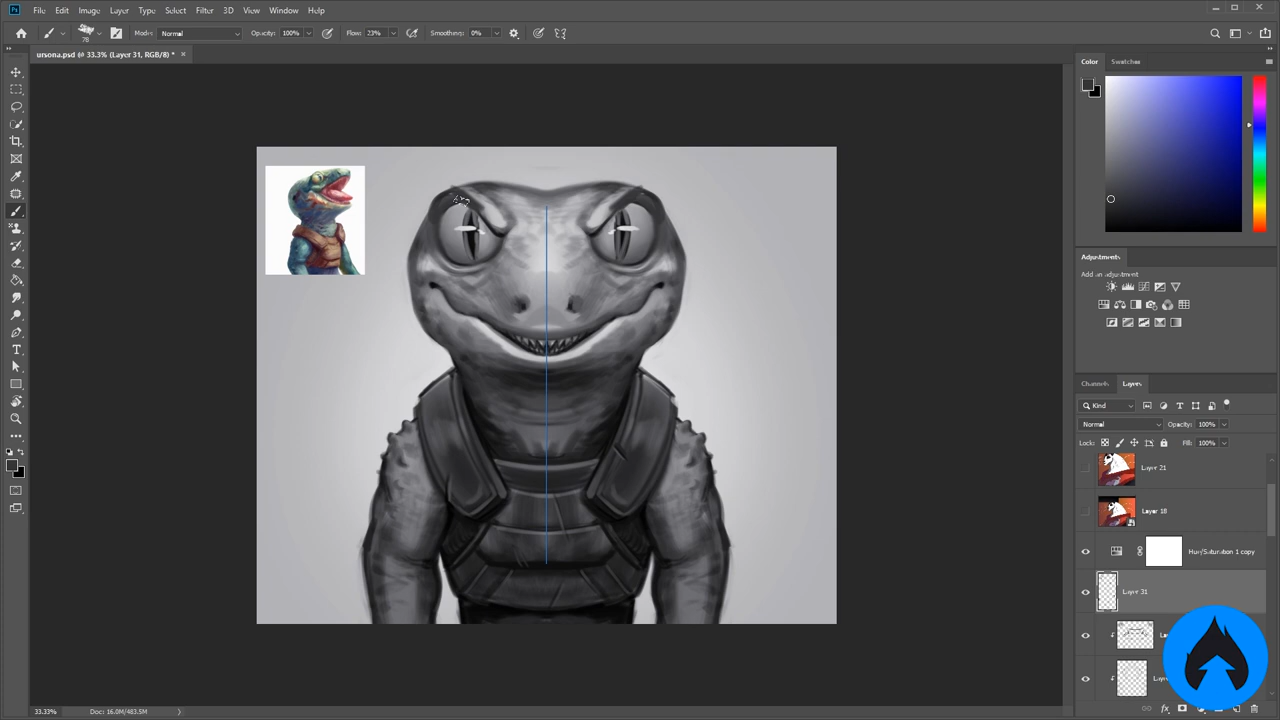 Ps File Edit Image Layer Type Select Filter 3D View Window Help
78 Mode: Normal Opacity: 100% Flow: 23% Smoothing: 0%
ursona.psd @ 33.3% (Layer 31, RGB/8) * ×
Color Swatches
Adjustments
Add an adjustment
Channels Layers
Kind
Normal Opacity: 100%
Lock: Fill: 100%
Layer 21
Layer 18
Hue/Saturation 1 copy
Layer 31
33.33% Doc: 16.0M/483.5M